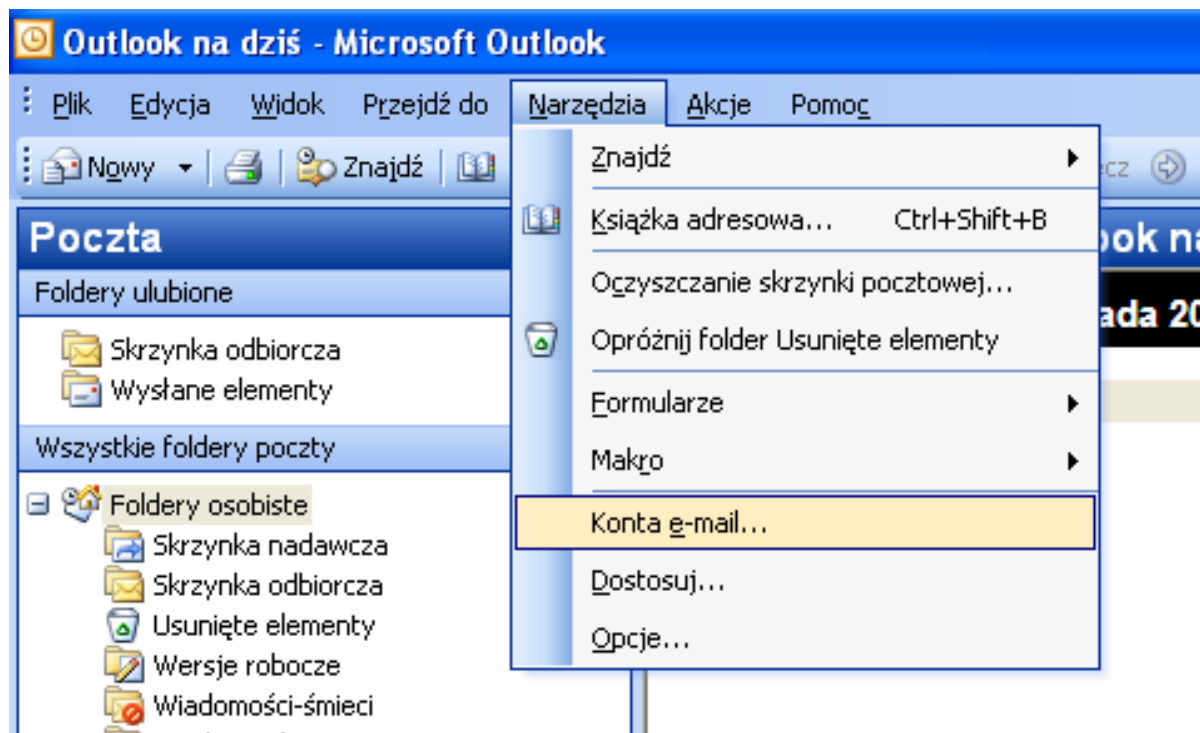 Outlook na dziś - Microsoft Outlook
Plik Edycja Widok Przejdź do Narzędzia Akcje Pomoc
Nowy Znajdź
Poczta
Foldery ulubione
Skrzynka odbiorcza
Wysłane elementy
Wszystkie foldery poczty
Foldery osobiste
Skrzynka nadawcza
Skrzynka odbiorcza
Usunięte elementy
Wersje robocze
Wiadomości-śmieci
Znajdź
Książka adresowa... Ctrl+Shift+B
Oczyszczanie skrzynki pocztowej...
Opróżnij folder Usunięte elementy
Formularze
Makro
Konta e-mail...
Dostosuj...
Opcje...